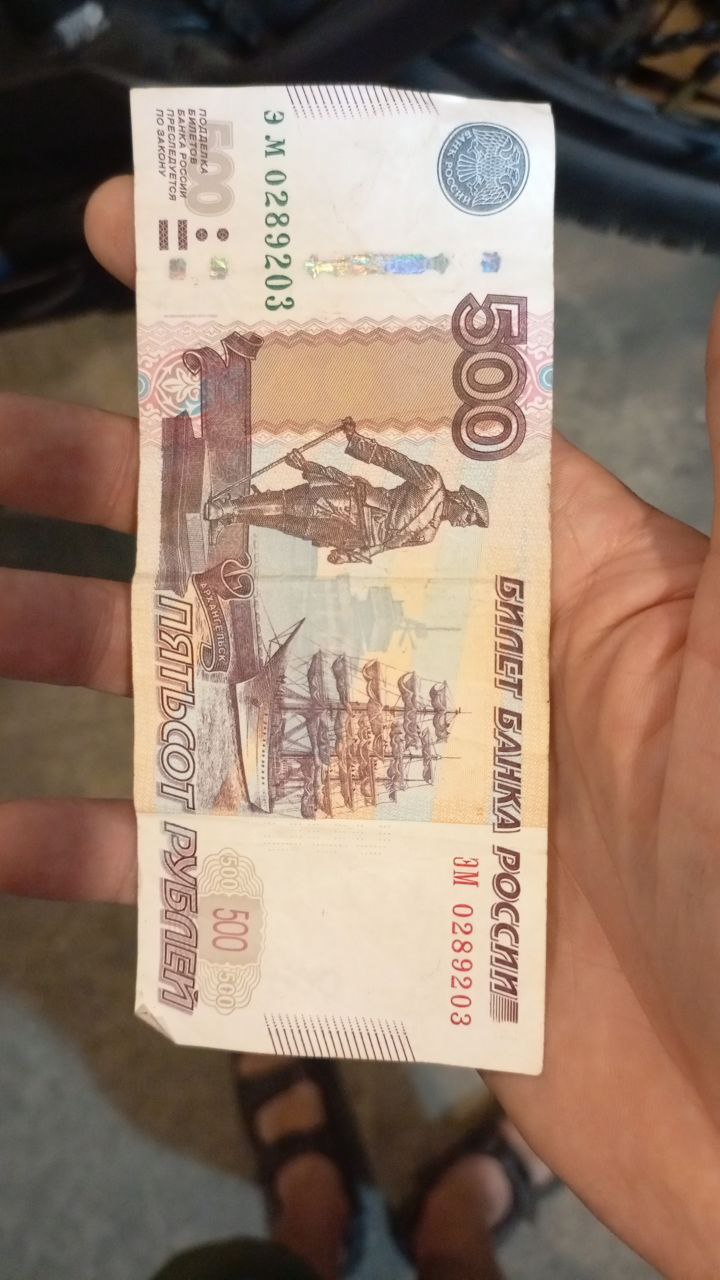 БАНК РОССИИ
500
БИЛЕТ БАНКА РОССИИ
ЭМ 0289203
ЭМ 0289203
АРХАНГЕЛЬСК
500
500 500 500
ПОДДЕЛКА
БИЛЕТОВ
БАНКА РОССИИ
ПРЕСЛЕДУЕТСЯ
ПО ЗАКОНУ
ПЯТЬСОТ РУБЛЕЙ